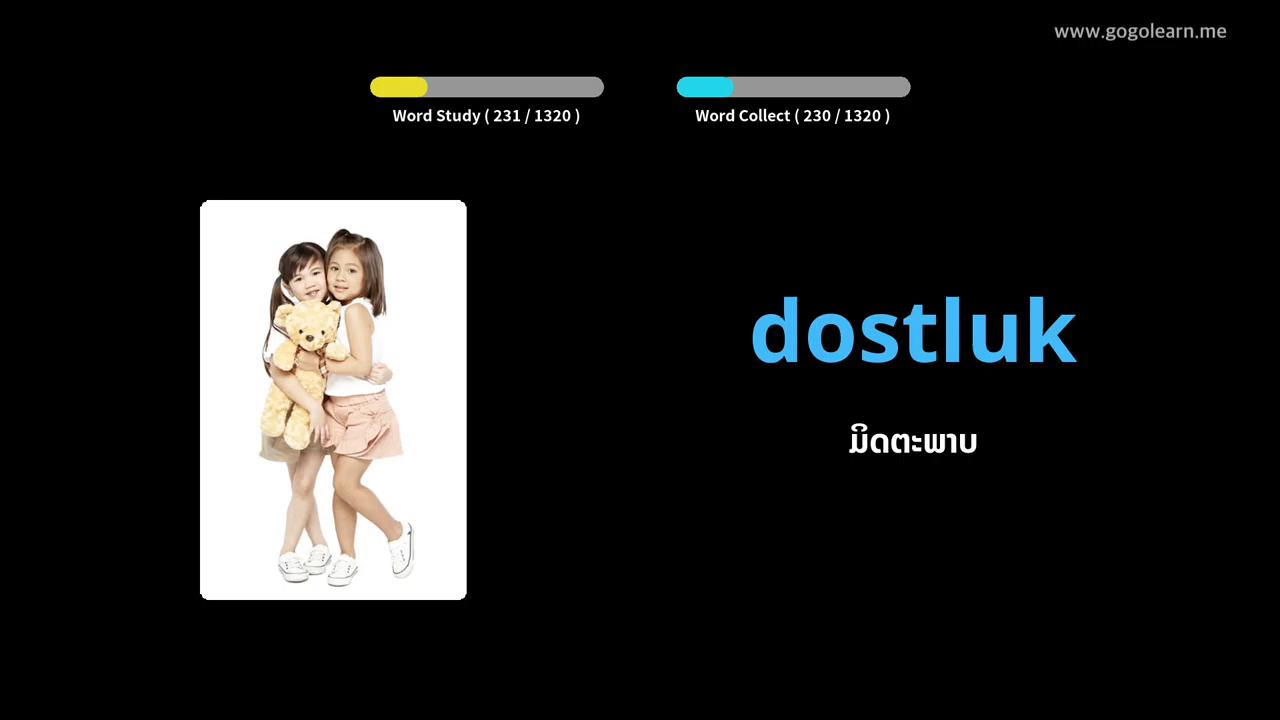 www.gogolearn.me
Word Study ( 231 / 1320 )
Word Collect ( 230 / 1320 )
dostluk
ມິດຕະພາບ